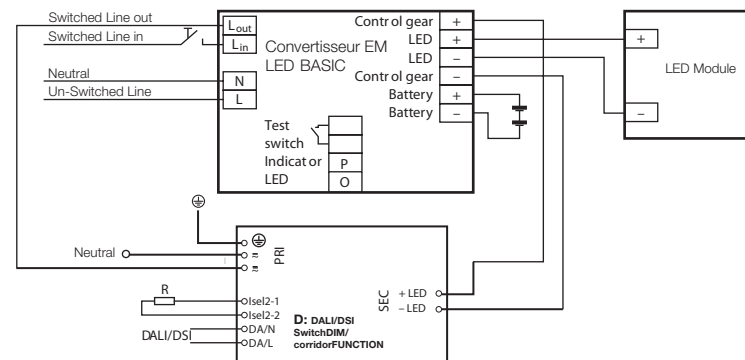 Switched Line out
Switched Line in
Neutral
Un-Switched Line
Lout
Lin
N
L
Convertisseur EM
LED BASIC
Control gear +
LED +
LED –
Control gear –
Battery +
Battery –
+
–
LED Module
Test
switch
Indicator
LED
P
O
Neutral
PRI
R
Isel2-1
Isel2-2
DA/N
DA/L
DALI/DSI
D: DALI/DSI
SwitchDIM/
corridorFUNCTION
SEC
+ LED
– LED